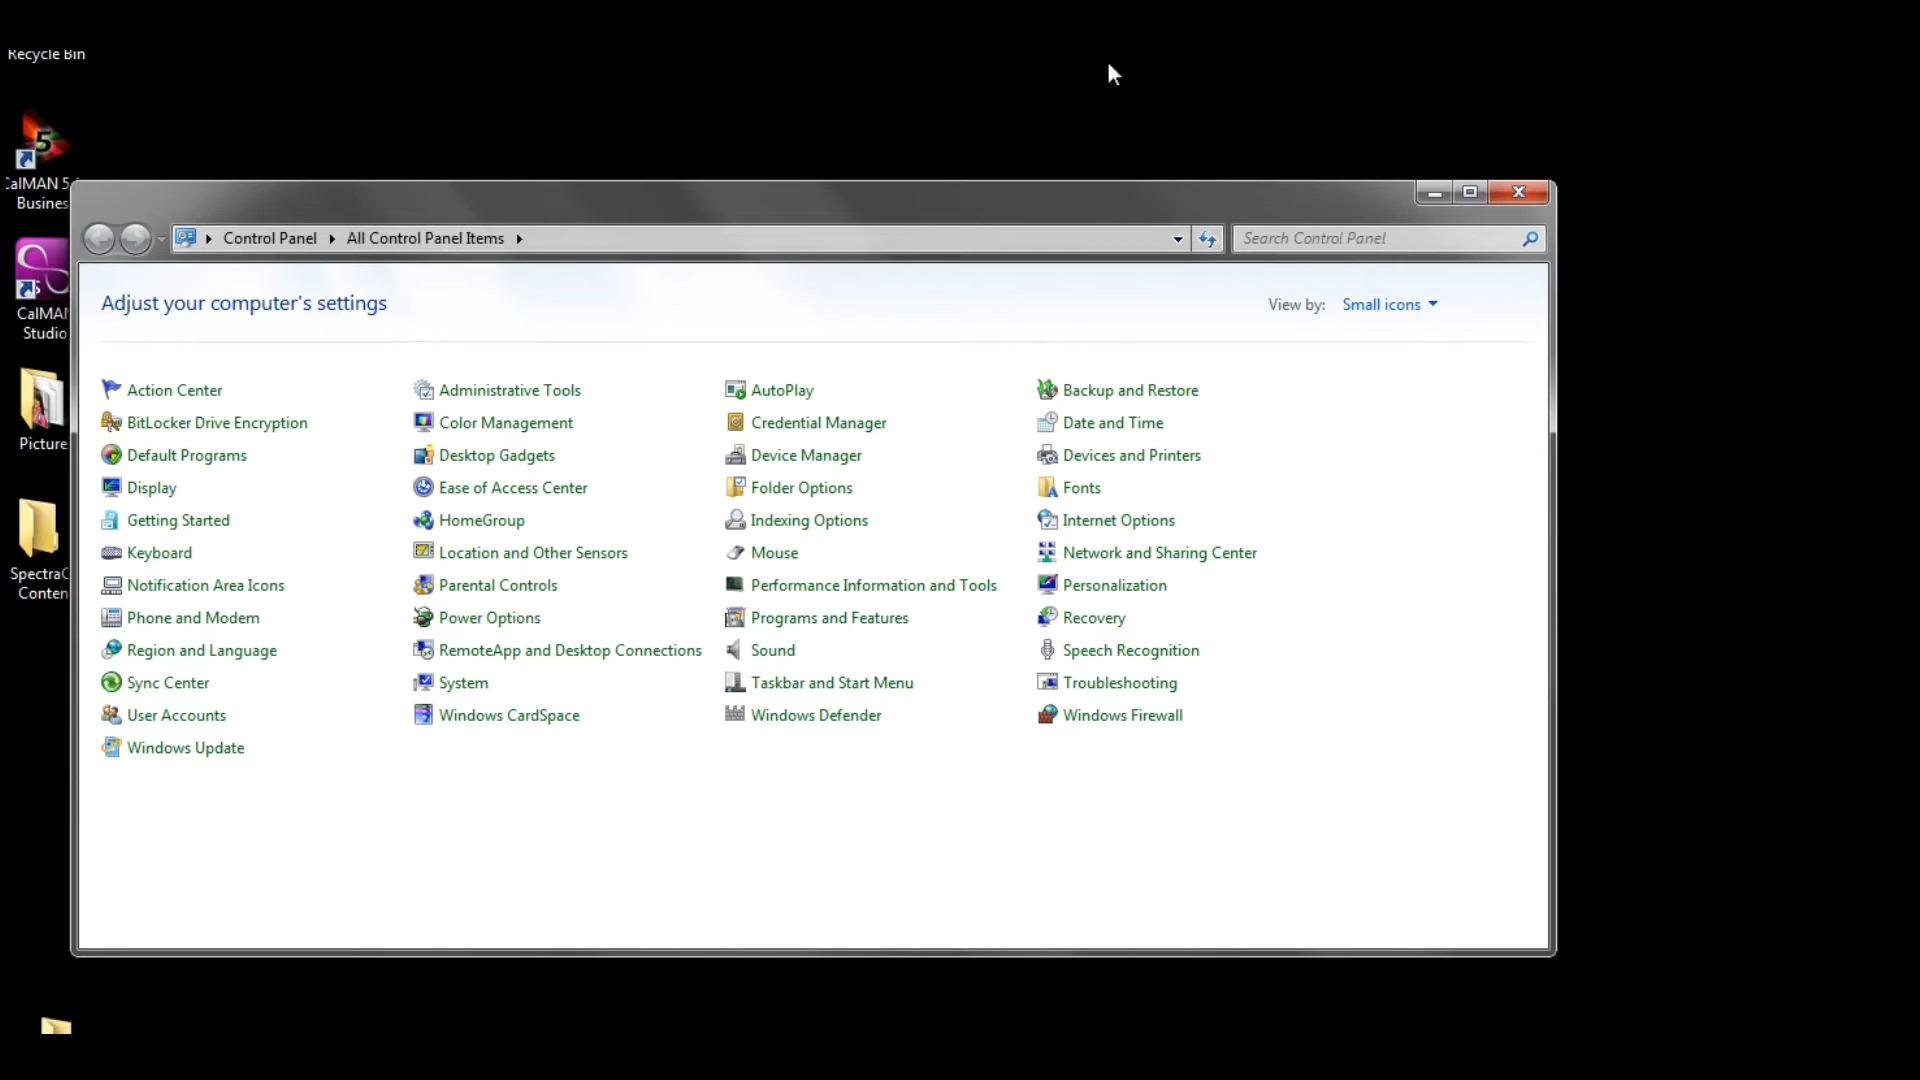 Recycle Bin
CalMAN 5
Busines
CalMA
Studio
Picture
SpectraC
Conten
Control Panel All Control Panel Items
Search Control Panel
Adjust your computer's settings
View by: Small icons
Action Center Administrative Tools AutoPlay Backup and Restore
BitLocker Drive Encryption Color Management Credential Manager Date and Time
Default Programs Desktop Gadgets Device Manager Devices and Printers
Display Ease of Access Center Folder Options Fonts
Getting Started HomeGroup Indexing Options Internet Options
Keyboard Location and Other Sensors Mouse Network and Sharing Center
Notification Area Icons Parental Controls Performance Information and Tools Personalization
Phone and Modem Power Options Programs and Features Recovery
Region and Language RemoteApp and Desktop Connections Sound Speech Recognition
Sync Center System Taskbar and Start Menu Troubleshooting
User Accounts Windows CardSpace Windows Defender Windows Firewall
Windows Update